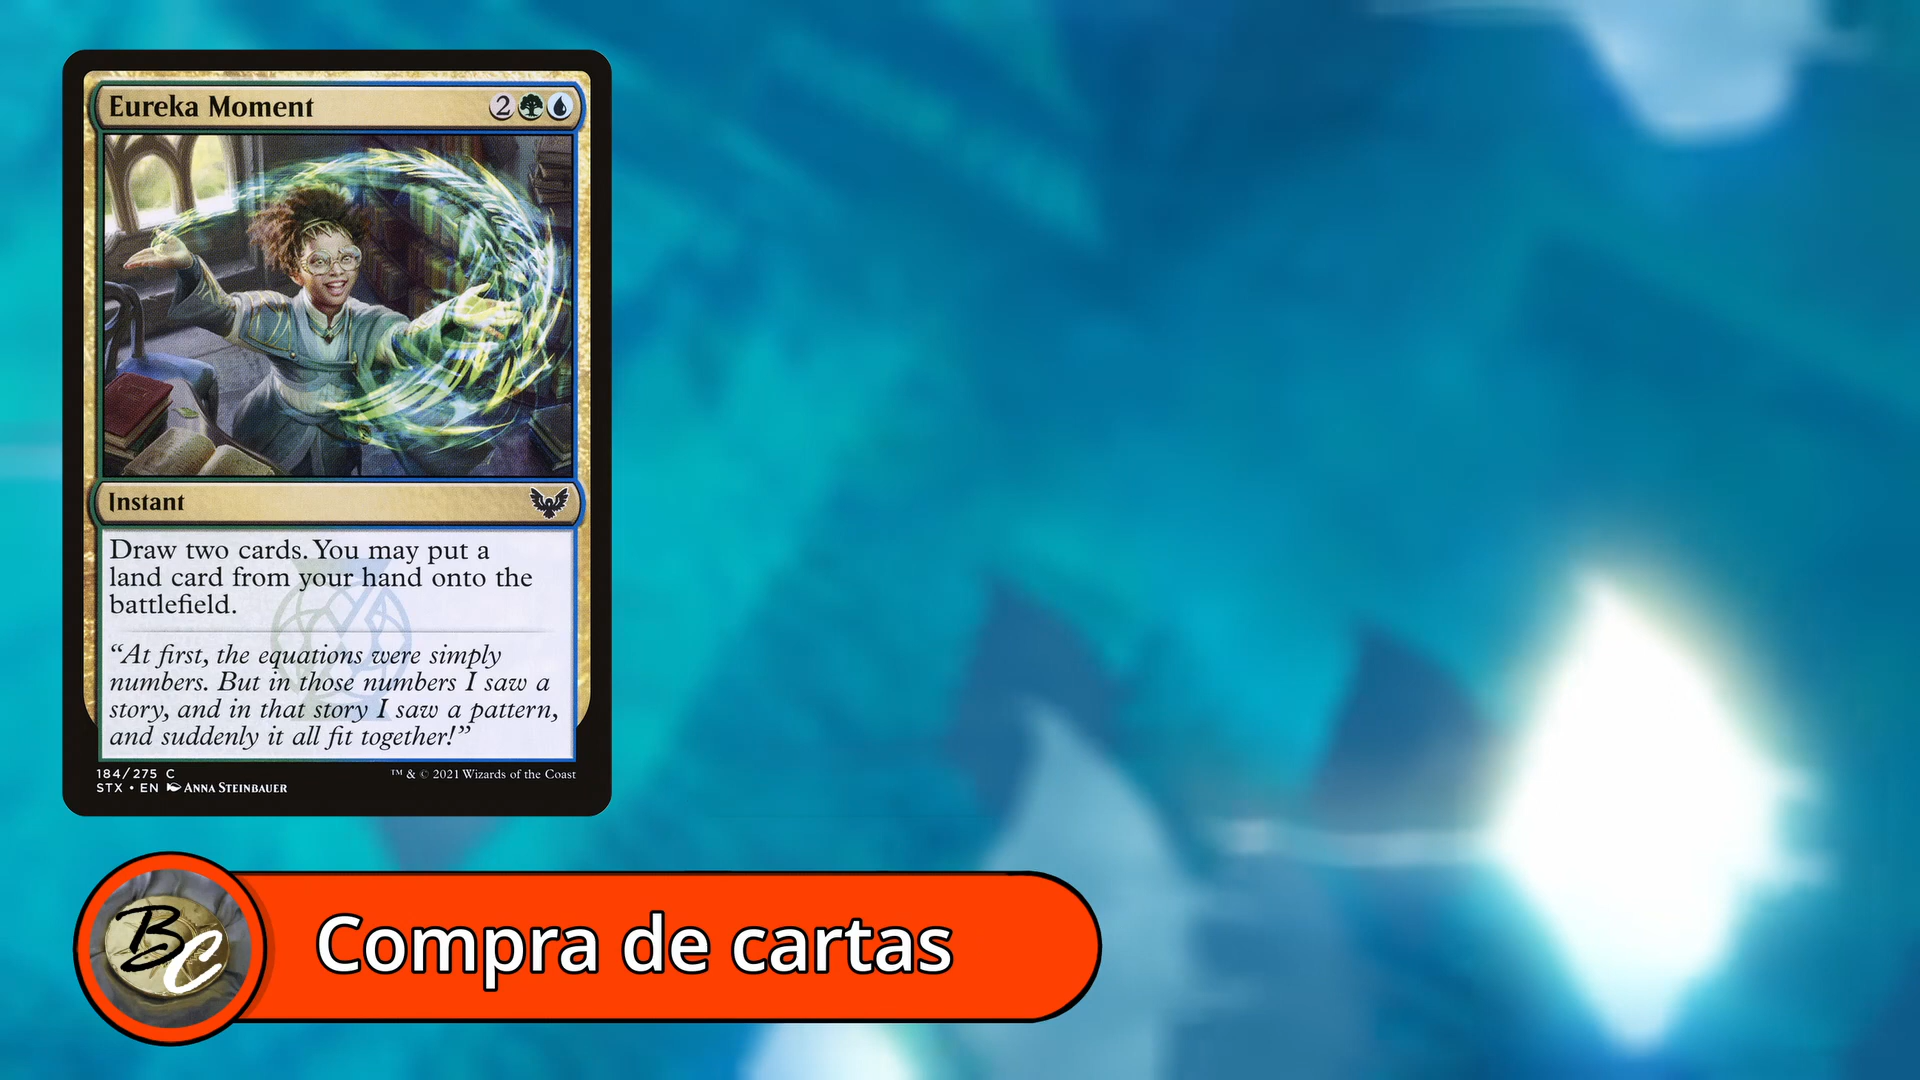 Eureka Moment 2
Instant
Draw two cards. You may put a
land card from your hand onto the
battlefield.
“At first, the equations were simply
numbers. But in those numbers I saw a
story, and in that story I saw a pattern,
and suddenly it all fit together!”
184/275 C
STX • EN Anna Steinbauer
™ & © 2021 Wizards of the Coast
BC
Compra de cartas